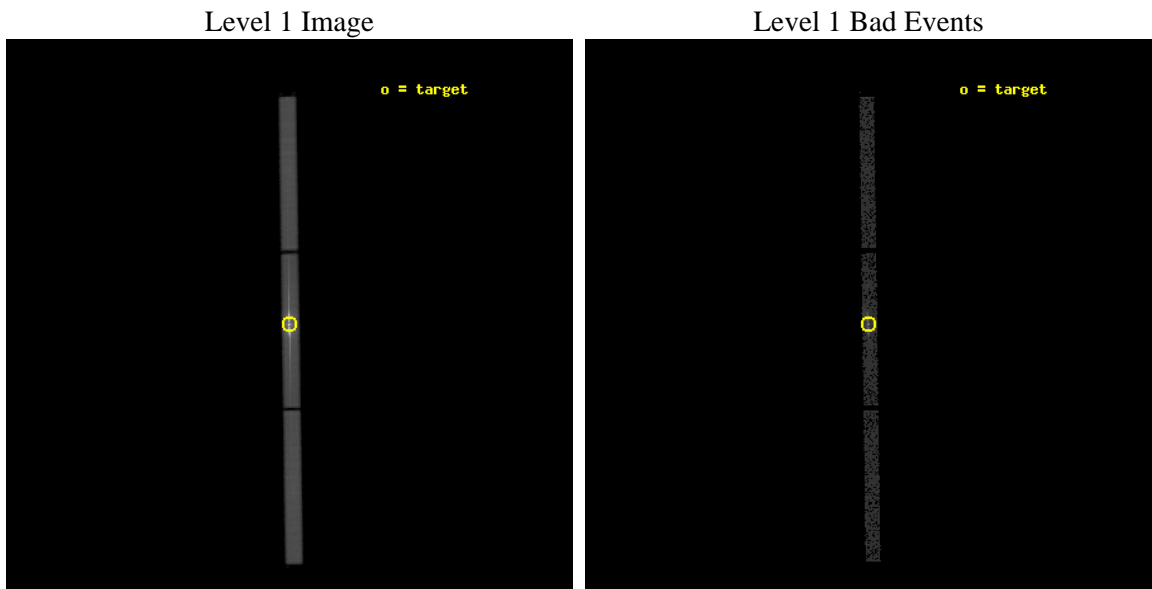 Level 1 Image
Level 1 Bad Events
o = target
o = target